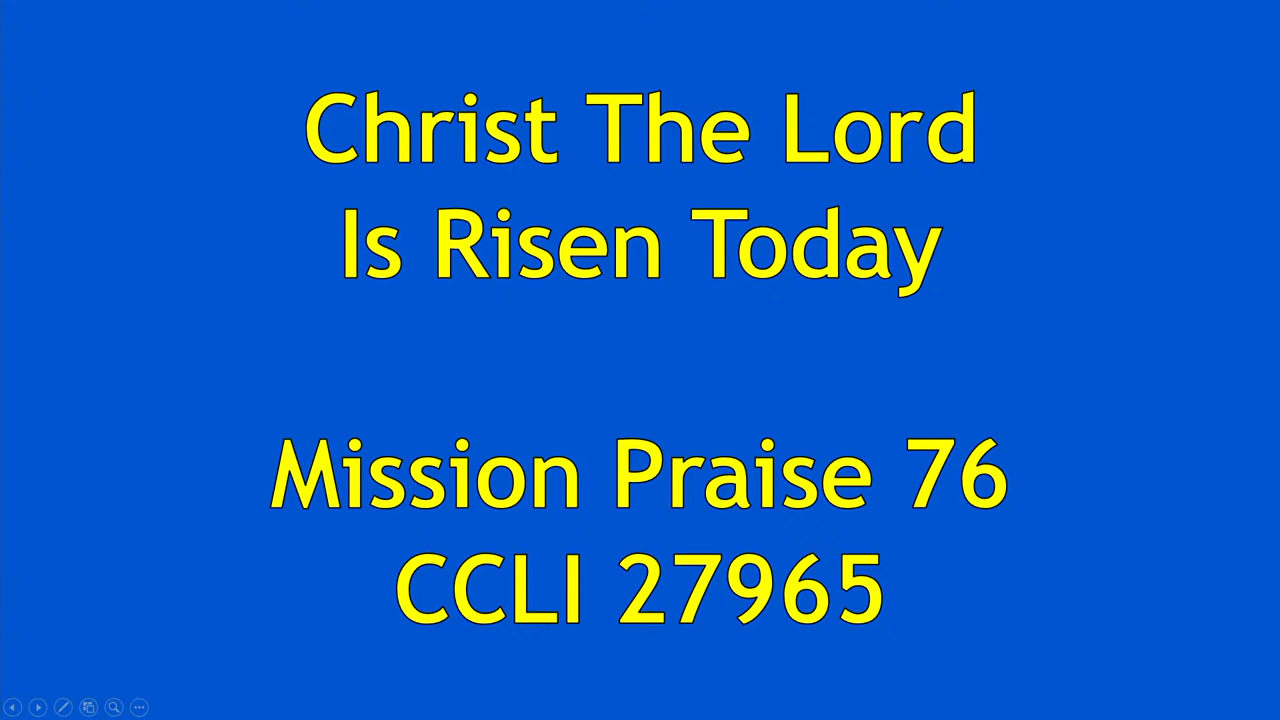 Christ The Lord
Is Risen Today
Mission Praise 76
CCLI 27965